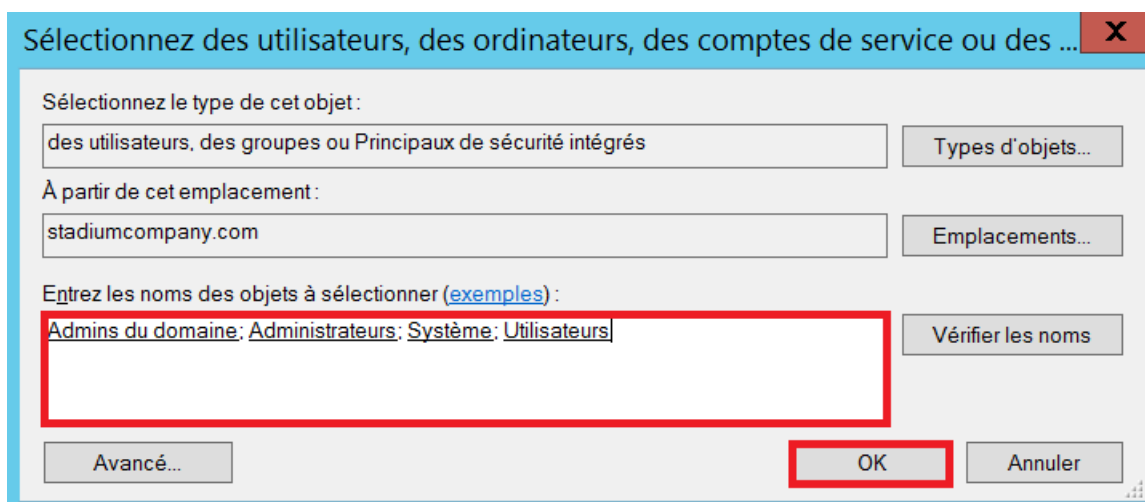 Sélectionnez des utilisateurs, des ordinateurs, des comptes de service ou des ...
X
Sélectionnez le type de cet objet :
des utilisateurs, des groupes ou Principaux de sécurité intégrés
Types d'objets...
À partir de cet emplacement :
stadiumcompany.com
Emplacements...
Entrez les noms des objets à sélectionner (exemples) :
Admins du domaine; Administrateurs; Système; Utilisateurs
Vérifier les noms
Avancé...
OK
Annuler